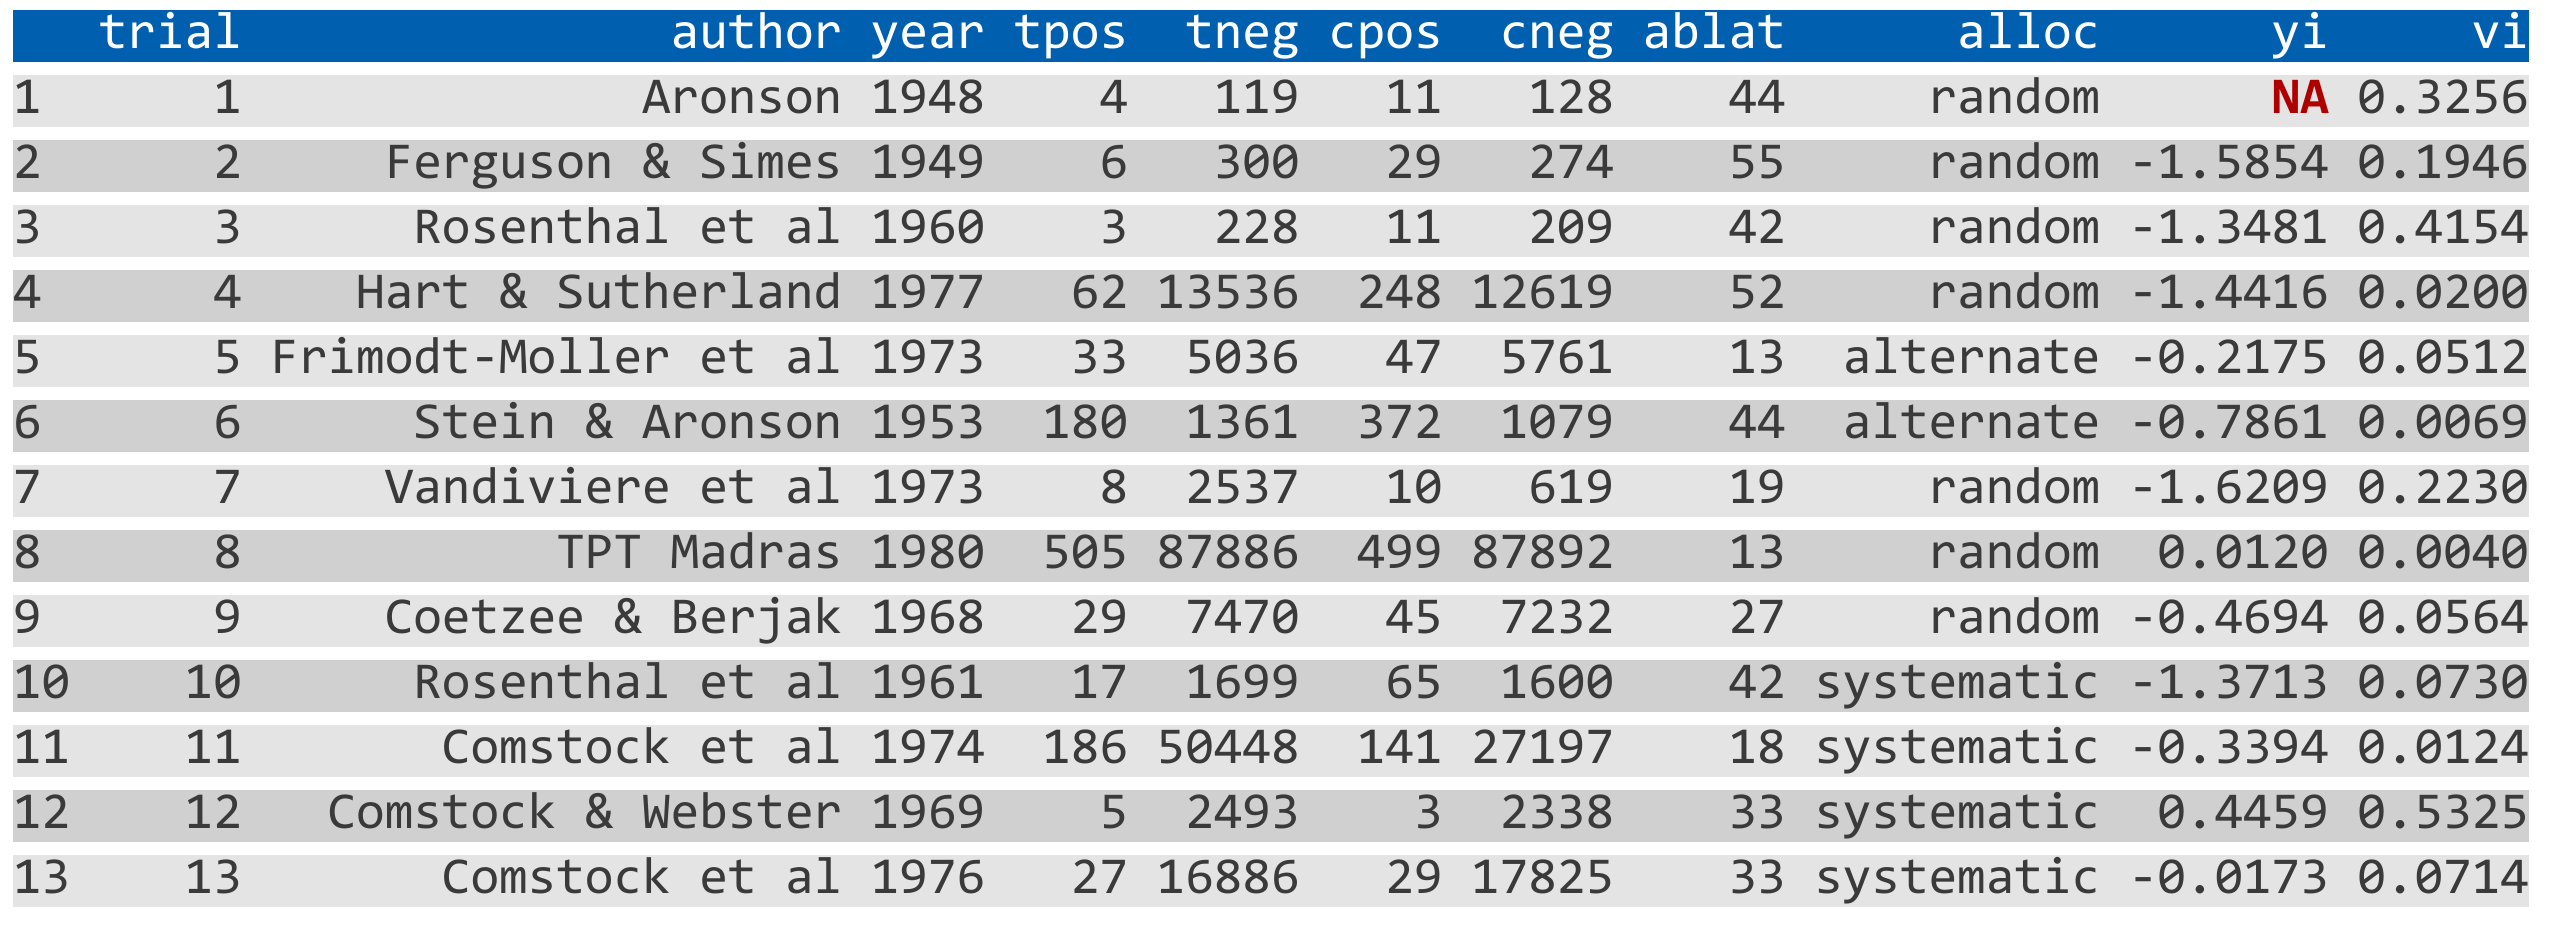 trial author year tpos tneg cpos cneg ablat alloc yi vi
1 1 Aronson 1948 4 119 11 128 44 random NA 0.3256
2 2 Ferguson & Simes 1949 6 300 29 274 55 random -1.5854 0.1946
3 3 Rosenthal et al 1960 3 228 11 209 42 random -1.3481 0.4154
4 4 Hart & Sutherland 1977 62 13536 248 12619 52 random -1.4416 0.0200
5 5 Frimodt-Moller et al 1973 33 5036 47 5761 13 alternate -0.2175 0.0512
6 6 Stein & Aronson 1953 180 1361 372 1079 44 alternate -0.7861 0.0069
7 7 Vandiviere et al 1973 8 2537 10 619 19 random -1.6209 0.2230
8 8 TPT Madras 1980 505 87886 499 87892 13 random 0.0120 0.0040
9 9 Coetzee & Berjak 1968 29 7470 45 7232 27 random -0.4694 0.0564
10 10 Rosenthal et al 1961 17 1699 65 1600 42 systematic -1.3713 0.0730
11 11 Comstock et al 1974 186 50448 141 27197 18 systematic -0.3394 0.0124
12 12 Comstock & Webster 1969 5 2493 3 2338 33 systematic 0.4459 0.5325
13 13 Comstock et al 1976 27 16886 29 17825 33 systematic -0.0173 0.0714